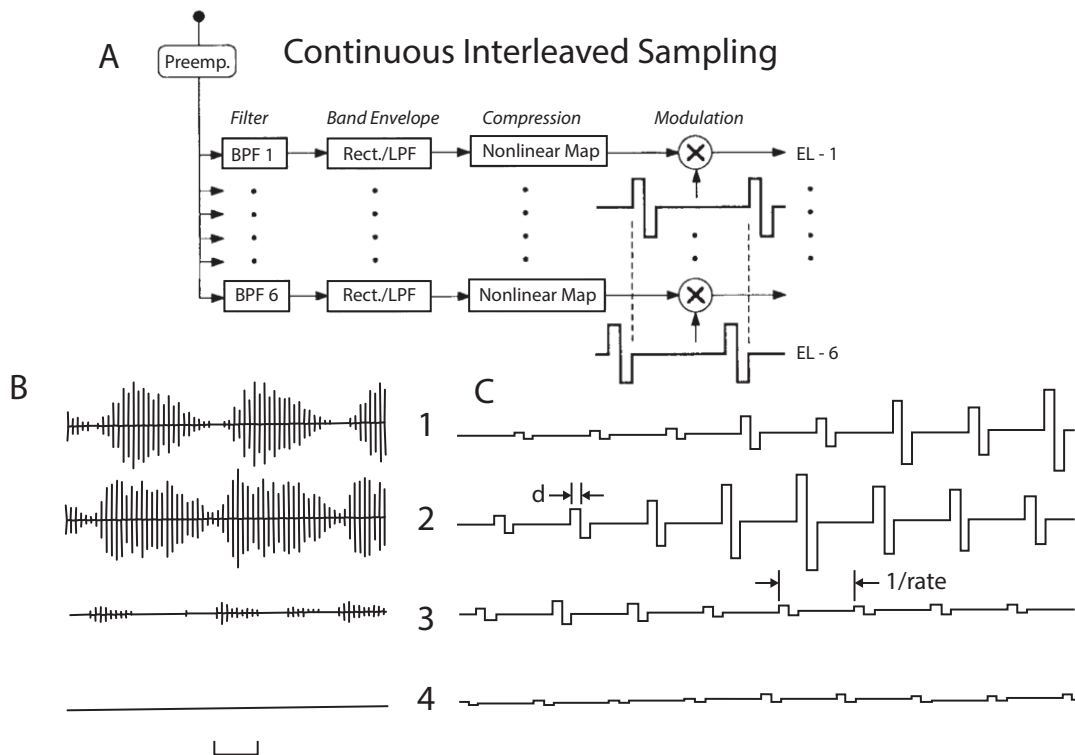 A
Continuous Interleaved Sampling
Preemp.
Filter
Band Envelope
Compression
Modulation
BPF 1
Rect./LPF
Nonlinear Map
EL - 1
BPF 6
Rect./LPF
Nonlinear Map
EL - 6
B
C
1
d
2
1/rate
3
4